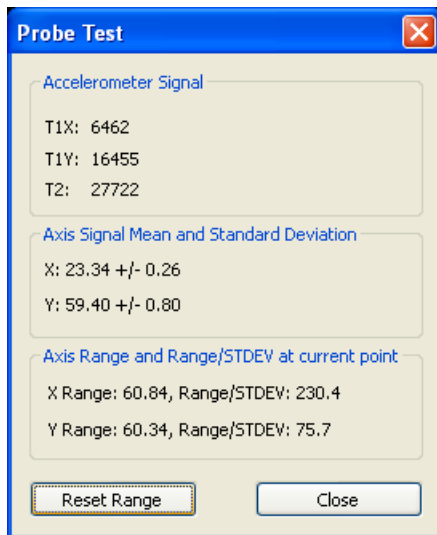 Probe Test
Accelerometer Signal
T1X: 6462
T1Y: 16455
T2: 27722
Axis Signal Mean and Standard Deviation
X: 23.34 +/- 0.26
Y: 59.40 +/- 0.80
Axis Range and Range/STDEV at current point
X Range: 60.84, Range/STDEV: 230.4
Y Range: 60.34, Range/STDEV: 75.7
Reset Range
Close